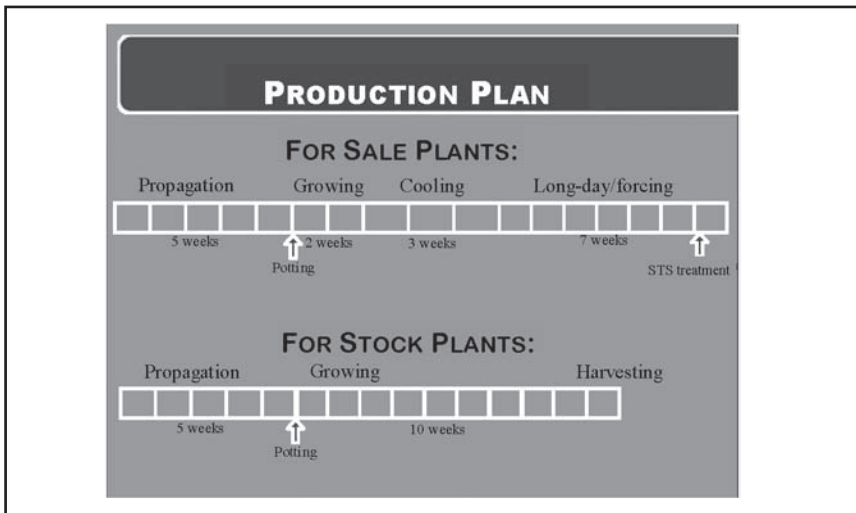 PRODUCTION PLAN
FOR SALE PLANTS:
Propagation Growing Cooling Long-day/forcing
5 weeks 2 weeks 3 weeks 7 weeks
Potting STS treatment
FOR STOCK PLANTS:
Propagation Growing Harvesting
5 weeks 10 weeks
Potting